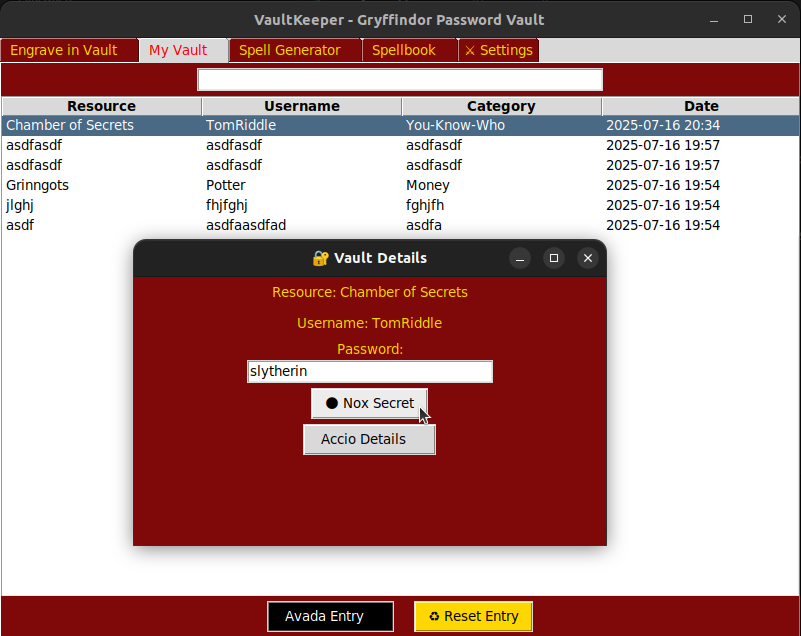 VaultKeeper - Gryffindor Password Vault
Engrave in Vault My Vault Spell Generator Spellbook ⚔ Settings
Resource Username Category Date
Chamber of Secrets TomRiddle You-Know-Who 2025-07-16 20:34
asdfasdf asdfasdf asdfasdf 2025-07-16 19:57
asdfasdf asdfasdf asdfasdf 2025-07-16 19:57
Grinngots Potter Money 2025-07-16 19:54
jlghj fhjfghj fghjfh 2025-07-16 19:54
asdf asdfaasdfad asdfa 2025-07-16 19:54
🔐 Vault Details
Resource: Chamber of Secrets
Username: TomRiddle
Password:
slytherin
● Nox Secret
Accio Details
Avada Entry ♻ Reset Entry